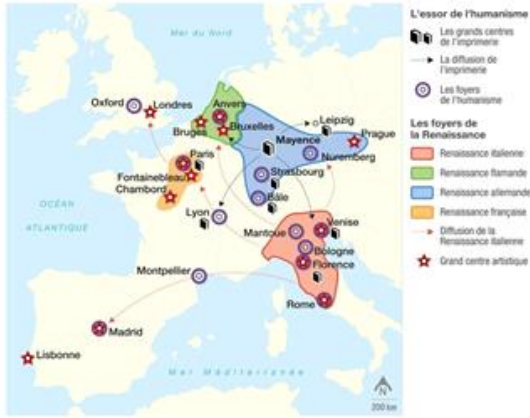 Mer du Nord
Oxford
Londres
Anvers
Bruges
Bruxelles
Leipzig
Mayence
Prague
Nuremberg
Paris
Strasbourg
Fontainebleau
Chambord
Bâle
OCÉAN
ATLANTIQUE
Lyon
Venise
Mantoue
Bologne
Florence
Montpellier
Rome
Madrid
Lisbonne
Mer Méditerranée
N
200 km
L'essor de l'humanisme
Les grands centres
de l'imprimerie
La diffusion de
l'imprimerie
Les foyers
de l'humanisme
Les foyers de
la Renaissance
Renaissance italienne
Renaissance flamande
Renaissance allemande
Renaissance française
Diffusion de la
Renaissance italienne
Grand centre artistique